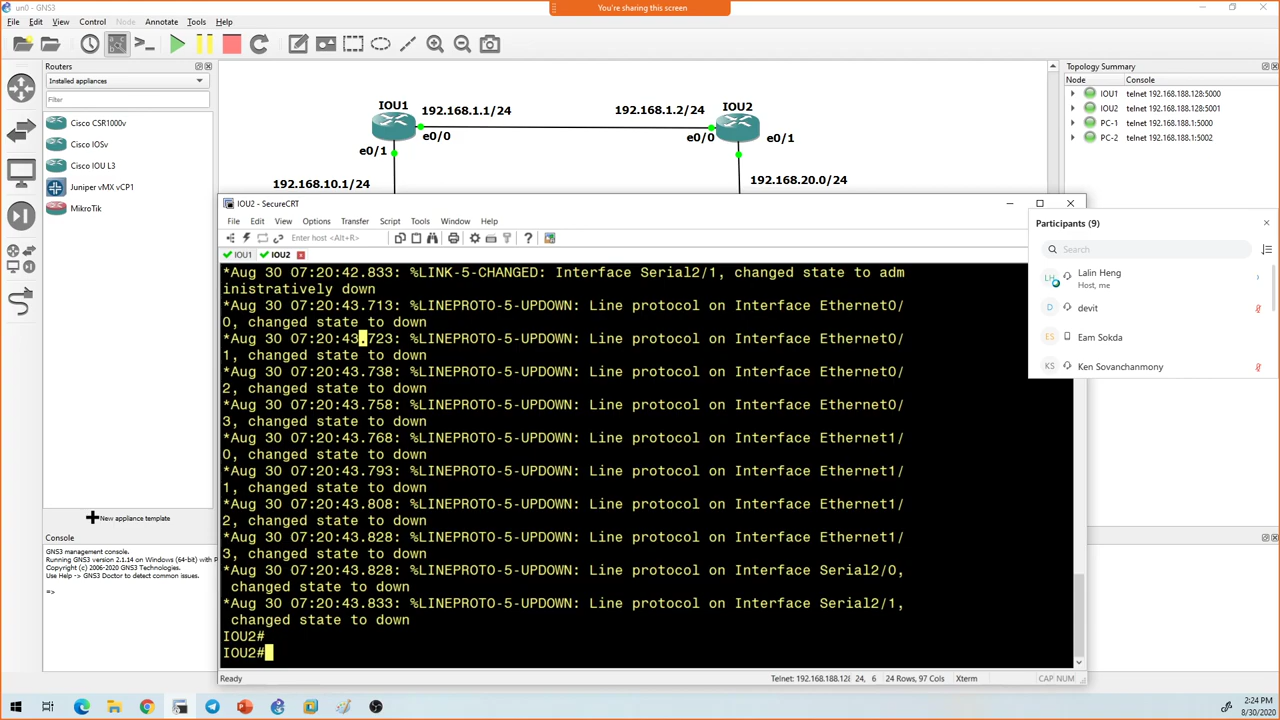 un0 - GNS3
You're sharing this screen
File Edit View Control Node Annotate Tools Help
Routers
Installed appliances
Filter
Cisco CSR1000v
Cisco IOSv
Cisco IOU L3
Juniper vMX vCP1
MikroTik
New appliance template
Console
GNS3 management console.
Running GNS3 version 2.1.14 on Windows (64-bit) with P
Copyright (c) 2006-2020 GNS3 Technologies.
Use Help -> GNS3 Doctor to detect common issues.
=>
IOU1
192.168.1.1/24
192.168.1.2/24
IOU2
e0/0
e0/0
e0/1
e0/1
192.168.10.1/24
192.168.20.0/24
Topology Summary
Node Console
IOU1 telnet 192.168.188.128:5000
IOU2 telnet 192.168.188.128:5001
PC-1 telnet 192.168.188.1:5000
PC-2 telnet 192.168.188.1:5002
IOU2 - SecureCRT
File Edit View Options Transfer Script Tools Window Help
Enter host <Alt+R>
IOU1 IOU2
*Aug 30 07:20:42.833: %LINK-5-CHANGED: Interface Serial2/1, changed state to adm
inistratively down
*Aug 30 07:20:43.713: %LINEPROTO-5-UPDOWN: Line protocol on Interface Ethernet0/
0, changed state to down
*Aug 30 07:20:43.723: %LINEPROTO-5-UPDOWN: Line protocol on Interface Ethernet0/
1, changed state to down
*Aug 30 07:20:43.738: %LINEPROTO-5-UPDOWN: Line protocol on Interface Ethernet0/
2, changed state to down
*Aug 30 07:20:43.758: %LINEPROTO-5-UPDOWN: Line protocol on Interface Ethernet0/
3, changed state to down
*Aug 30 07:20:43.768: %LINEPROTO-5-UPDOWN: Line protocol on Interface Ethernet1/
0, changed state to down
*Aug 30 07:20:43.793: %LINEPROTO-5-UPDOWN: Line protocol on Interface Ethernet1/
1, changed state to down
*Aug 30 07:20:43.808: %LINEPROTO-5-UPDOWN: Line protocol on Interface Ethernet1/
2, changed state to down
*Aug 30 07:20:43.828: %LINEPROTO-5-UPDOWN: Line protocol on Interface Ethernet1/
3, changed state to down
*Aug 30 07:20:43.828: %LINEPROTO-5-UPDOWN: Line protocol on Interface Serial2/0,
changed state to down
*Aug 30 07:20:43.833: %LINEPROTO-5-UPDOWN: Line protocol on Interface Serial2/1,
changed state to down
IOU2#
IOU2#
Ready
Telnet: 192.168.188.128 24, 6 24 Rows, 97 Cols Xterm CAP NUM
Participants (9)
Search
LH Lalin Heng
Host, me
D devit
ES Eam Sokda
KS Ken Sovanchanmony
2:24 PM
8/30/2020